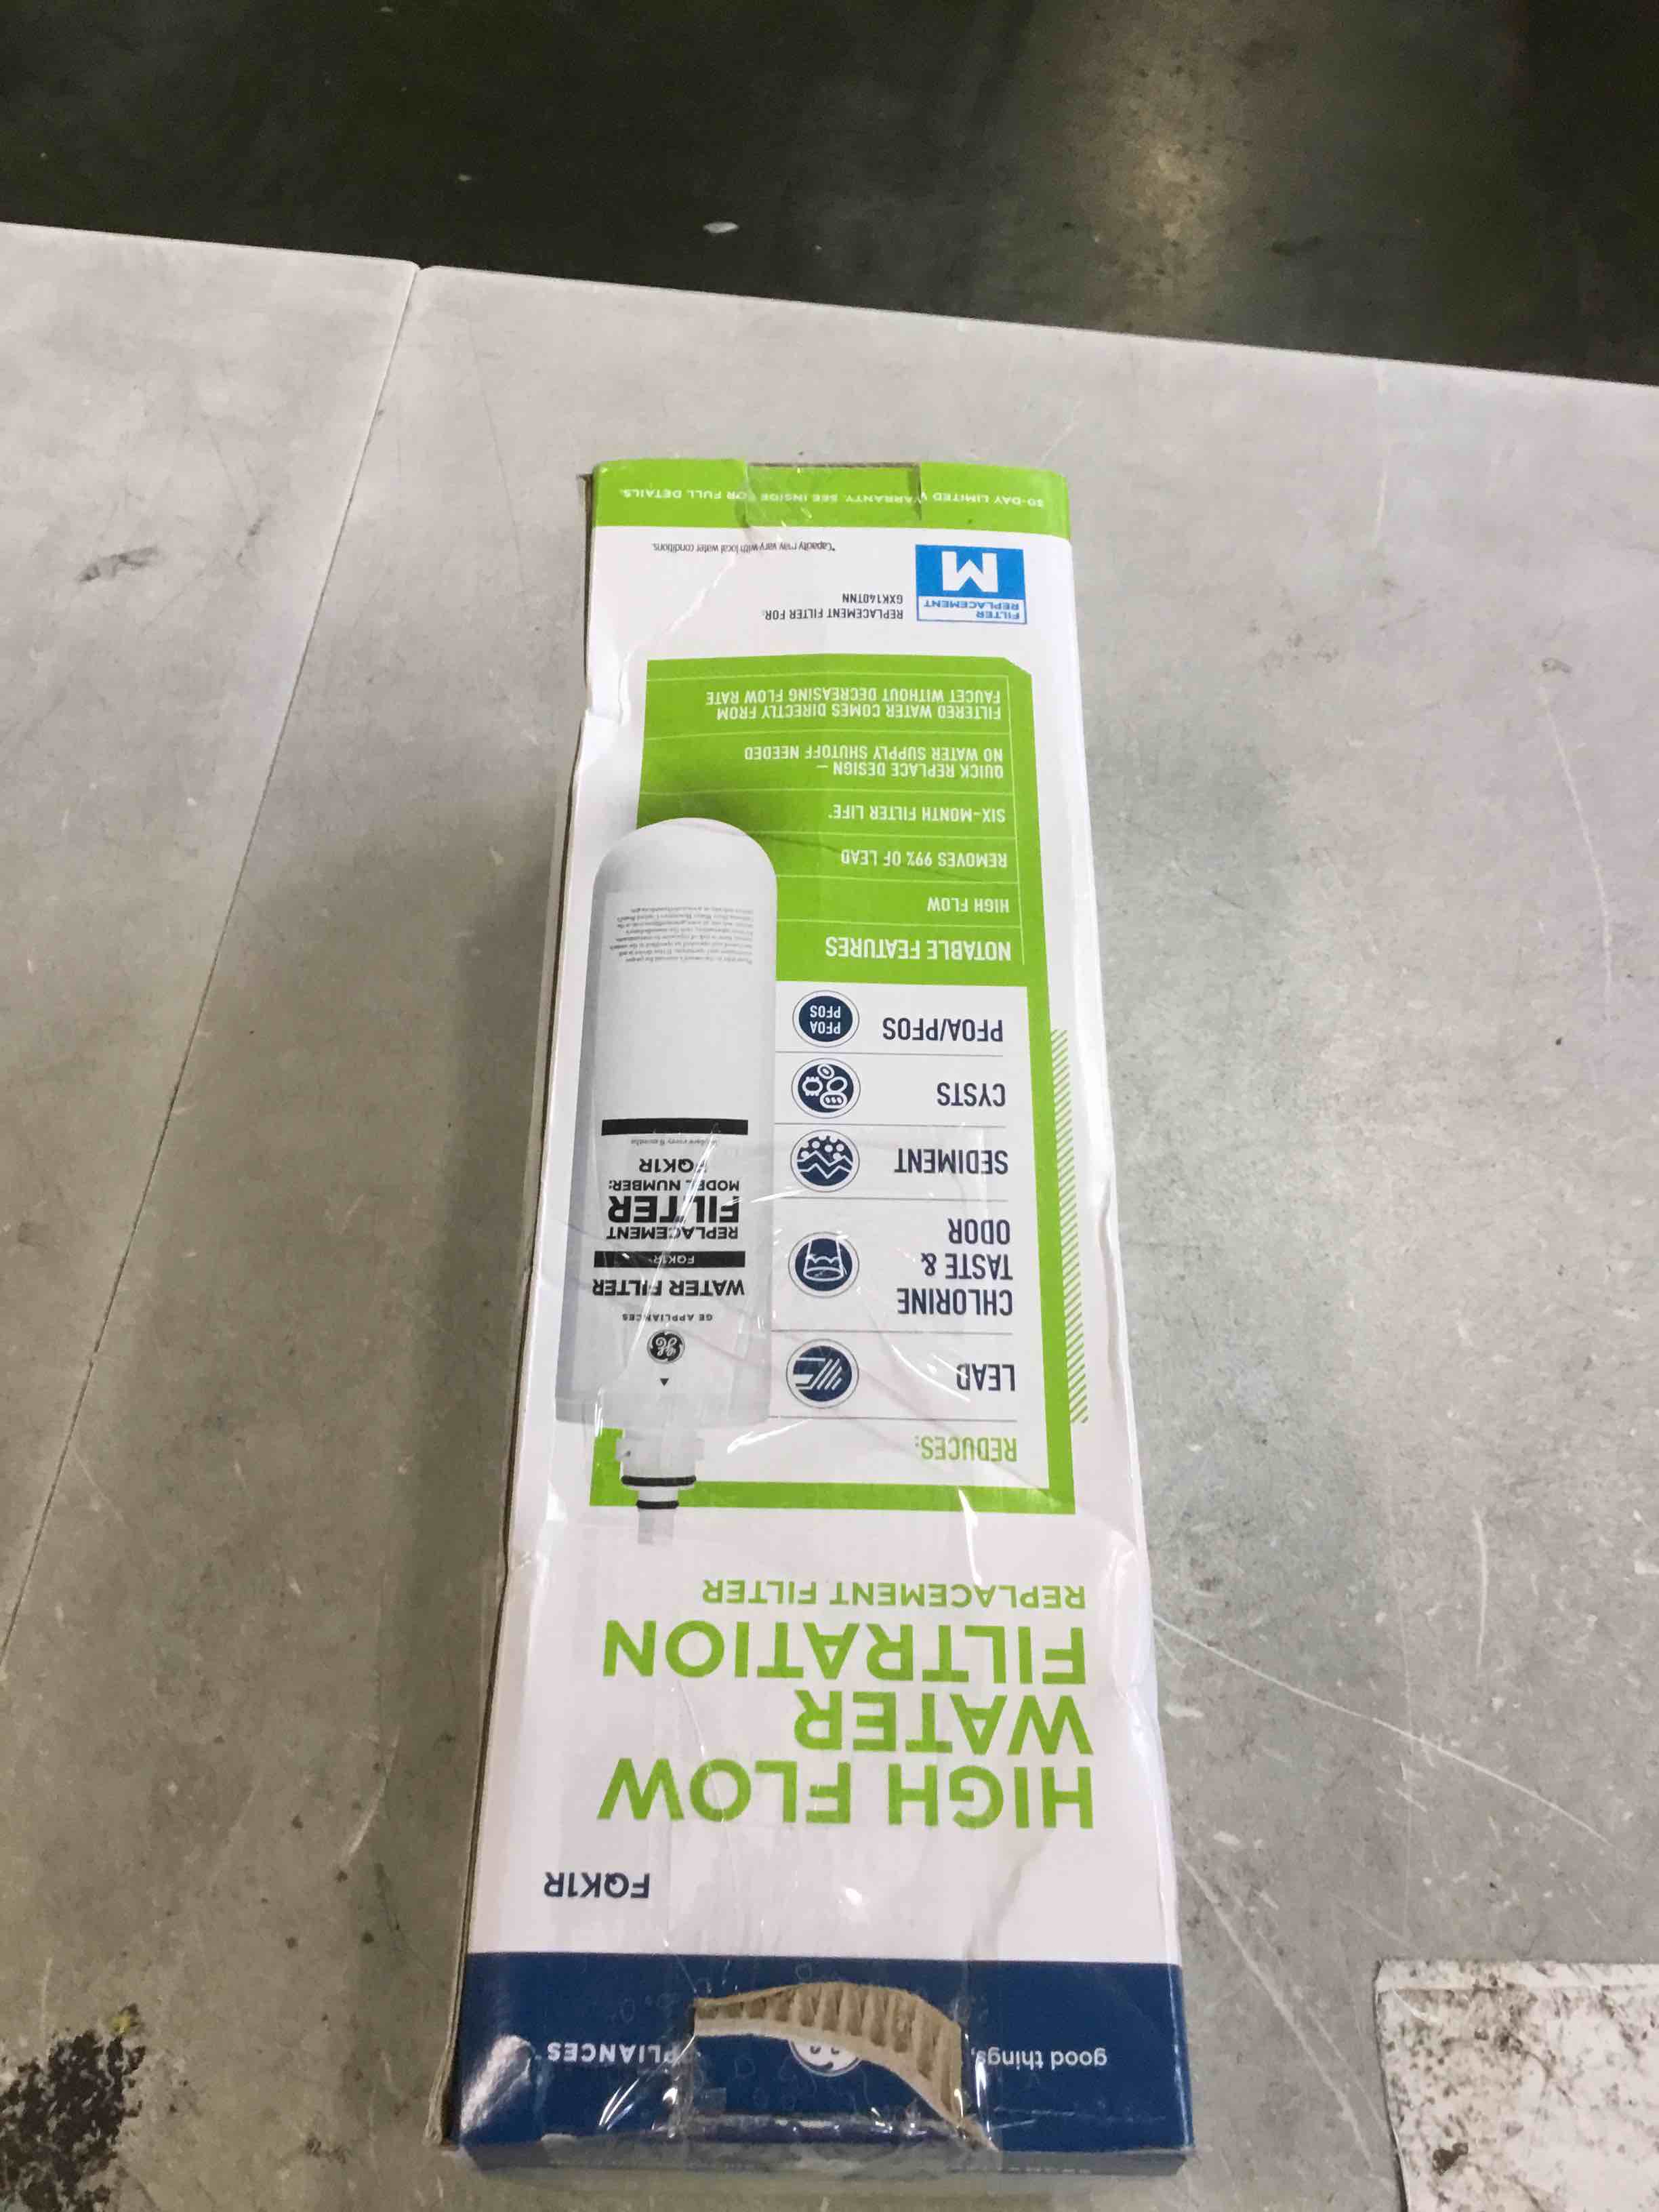 good things,
PLIANCES
FQK1R
HIGH FLOW
WATER
FILTRATION
REPLACEMENT FILTER
REDUCES:
LEAD
CHLORINE
TASTE &
ODOR
SEDIMENT
CYSTS
PFOA/PFOS
PFOA
PFOS
GE APPLIANCES
WATER FILTER
FQK1R
REPLACEMENT
FILTER
MODEL NUMBER:
FQK1R
NOTABLE FEATURES
HIGH FLOW
REMOVES 99% OF LEAD
SIX-MONTH FILTER LIFE*
QUICK REPLACE DESIGN –
NO WATER SUPPLY SHUTOFF NEEDED
FILTERED WATER COMES DIRECTLY FROM
FAUCET WITHOUT DECREASING FLOW RATE
FILTER
REPLACEMENT
M
REPLACEMENT FILTER FOR:
GXK140TNN
*Capacity may vary with local water conditions.
30-DAY LIMITED WARRANTY. SEE INSIDE FOR FULL DETAILS.